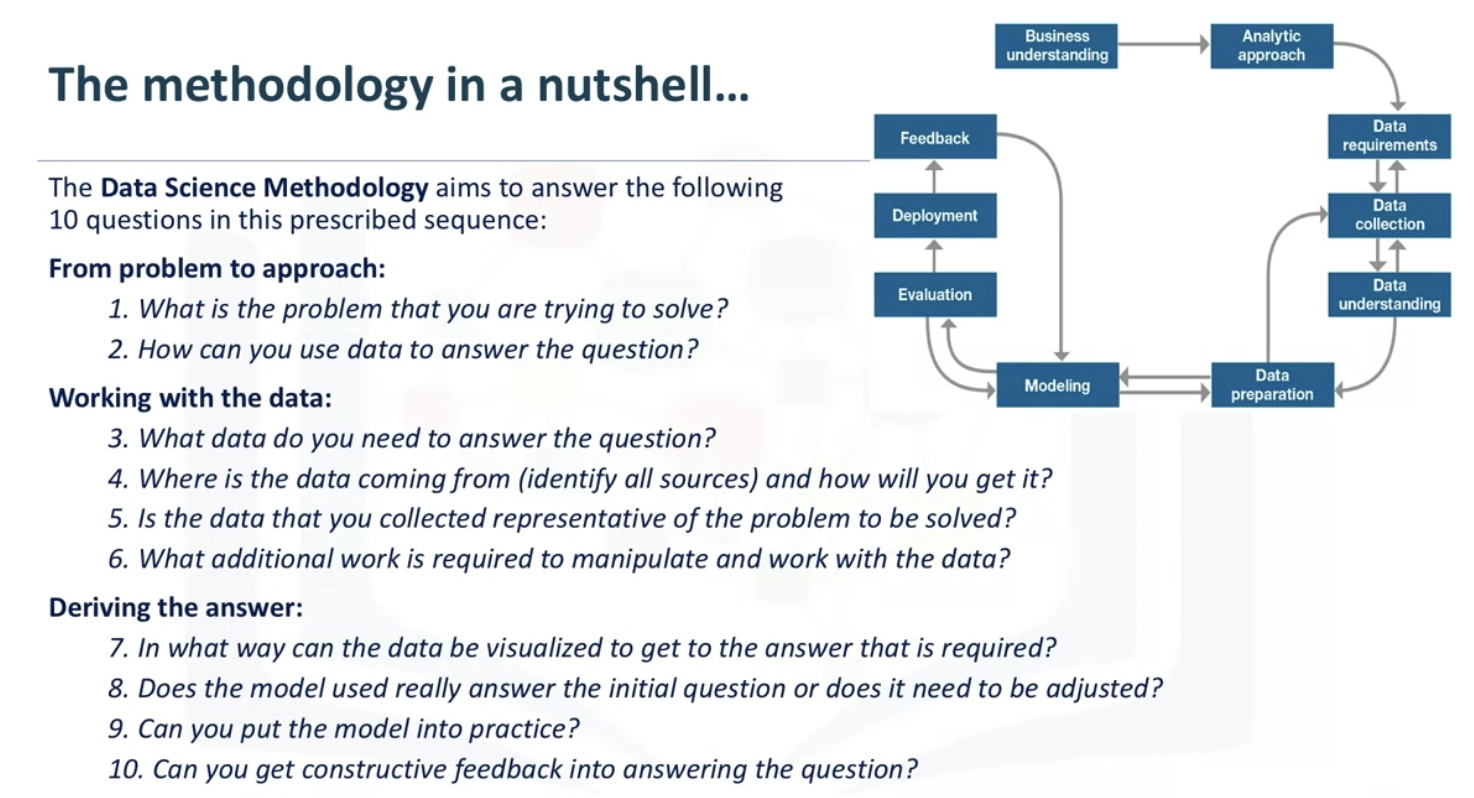 The methodology in a nutshell...
The Data Science Methodology aims to answer the following
10 questions in this prescribed sequence:
From problem to approach:
1. What is the problem that you are trying to solve?
2. How can you use data to answer the question?
Working with the data:
3. What data do you need to answer the question?
4. Where is the data coming from (identify all sources) and how will you get it?
5. Is the data that you collected representative of the problem to be solved?
6. What additional work is required to manipulate and work with the data?
Deriving the answer:
7. In what way can the data be visualized to get to the answer that is required?
8. Does the model used really answer the initial question or does it need to be adjusted?
9. Can you put the model into practice?
10. Can you get constructive feedback into answering the question?
Business
understanding
Analytic
approach
Data
requirements
Data
collection
Data
understanding
Data
preparation
Modeling
Evaluation
Deployment
Feedback